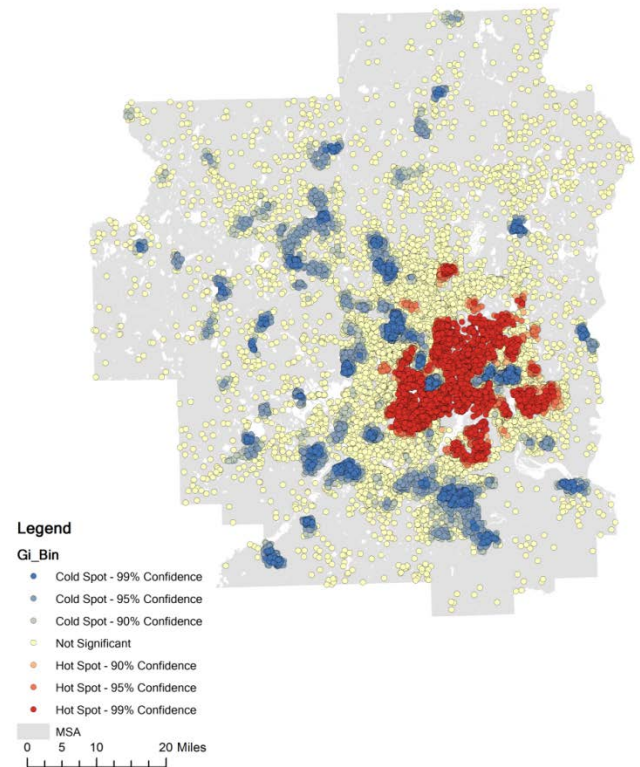 Legend
Gi_Bin
Cold Spot - 99% Confidence
Cold Spot - 95% Confidence
Cold Spot - 90% Confidence
Not Significant
Hot Spot - 90% Confidence
Hot Spot - 95% Confidence
Hot Spot - 99% Confidence
MSA
0 5 10 20 Miles